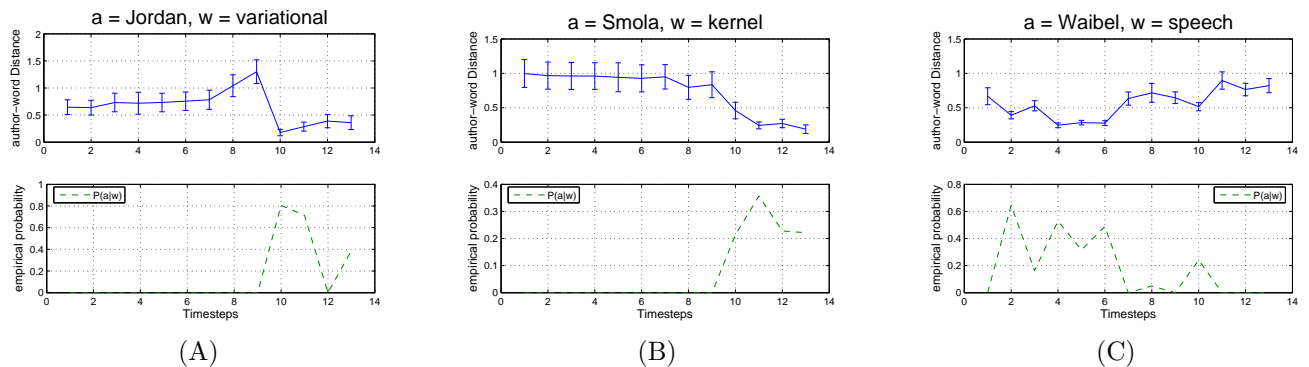 a = Jordan, w = variational
author−word Distance
2
1.5
1
0.5
0
0 2 4 6 8 10 12 14
empirical probability
1
0.8
0.6
0.4
0.2
0
P(a|w)
0 2 4 6 8 10 12 14
Timesteps
(A)
a = Smola, w = kernel
author−word Distance
1.5
1
0.5
0
0 2 4 6 8 10 12 14
empirical probability
0.4
0.3
0.2
0.1
0
P(a|w)
0 2 4 6 8 10 12 14
Timesteps
(B)
a = Waibel, w = speech
author−word Distance
1.5
1
0.5
0
0 2 4 6 8 10 12 14
empirical probability
0.8
0.6
0.4
0.2
0
P(a|w)
0 2 4 6 8 10 12 14
Timesteps
(C)